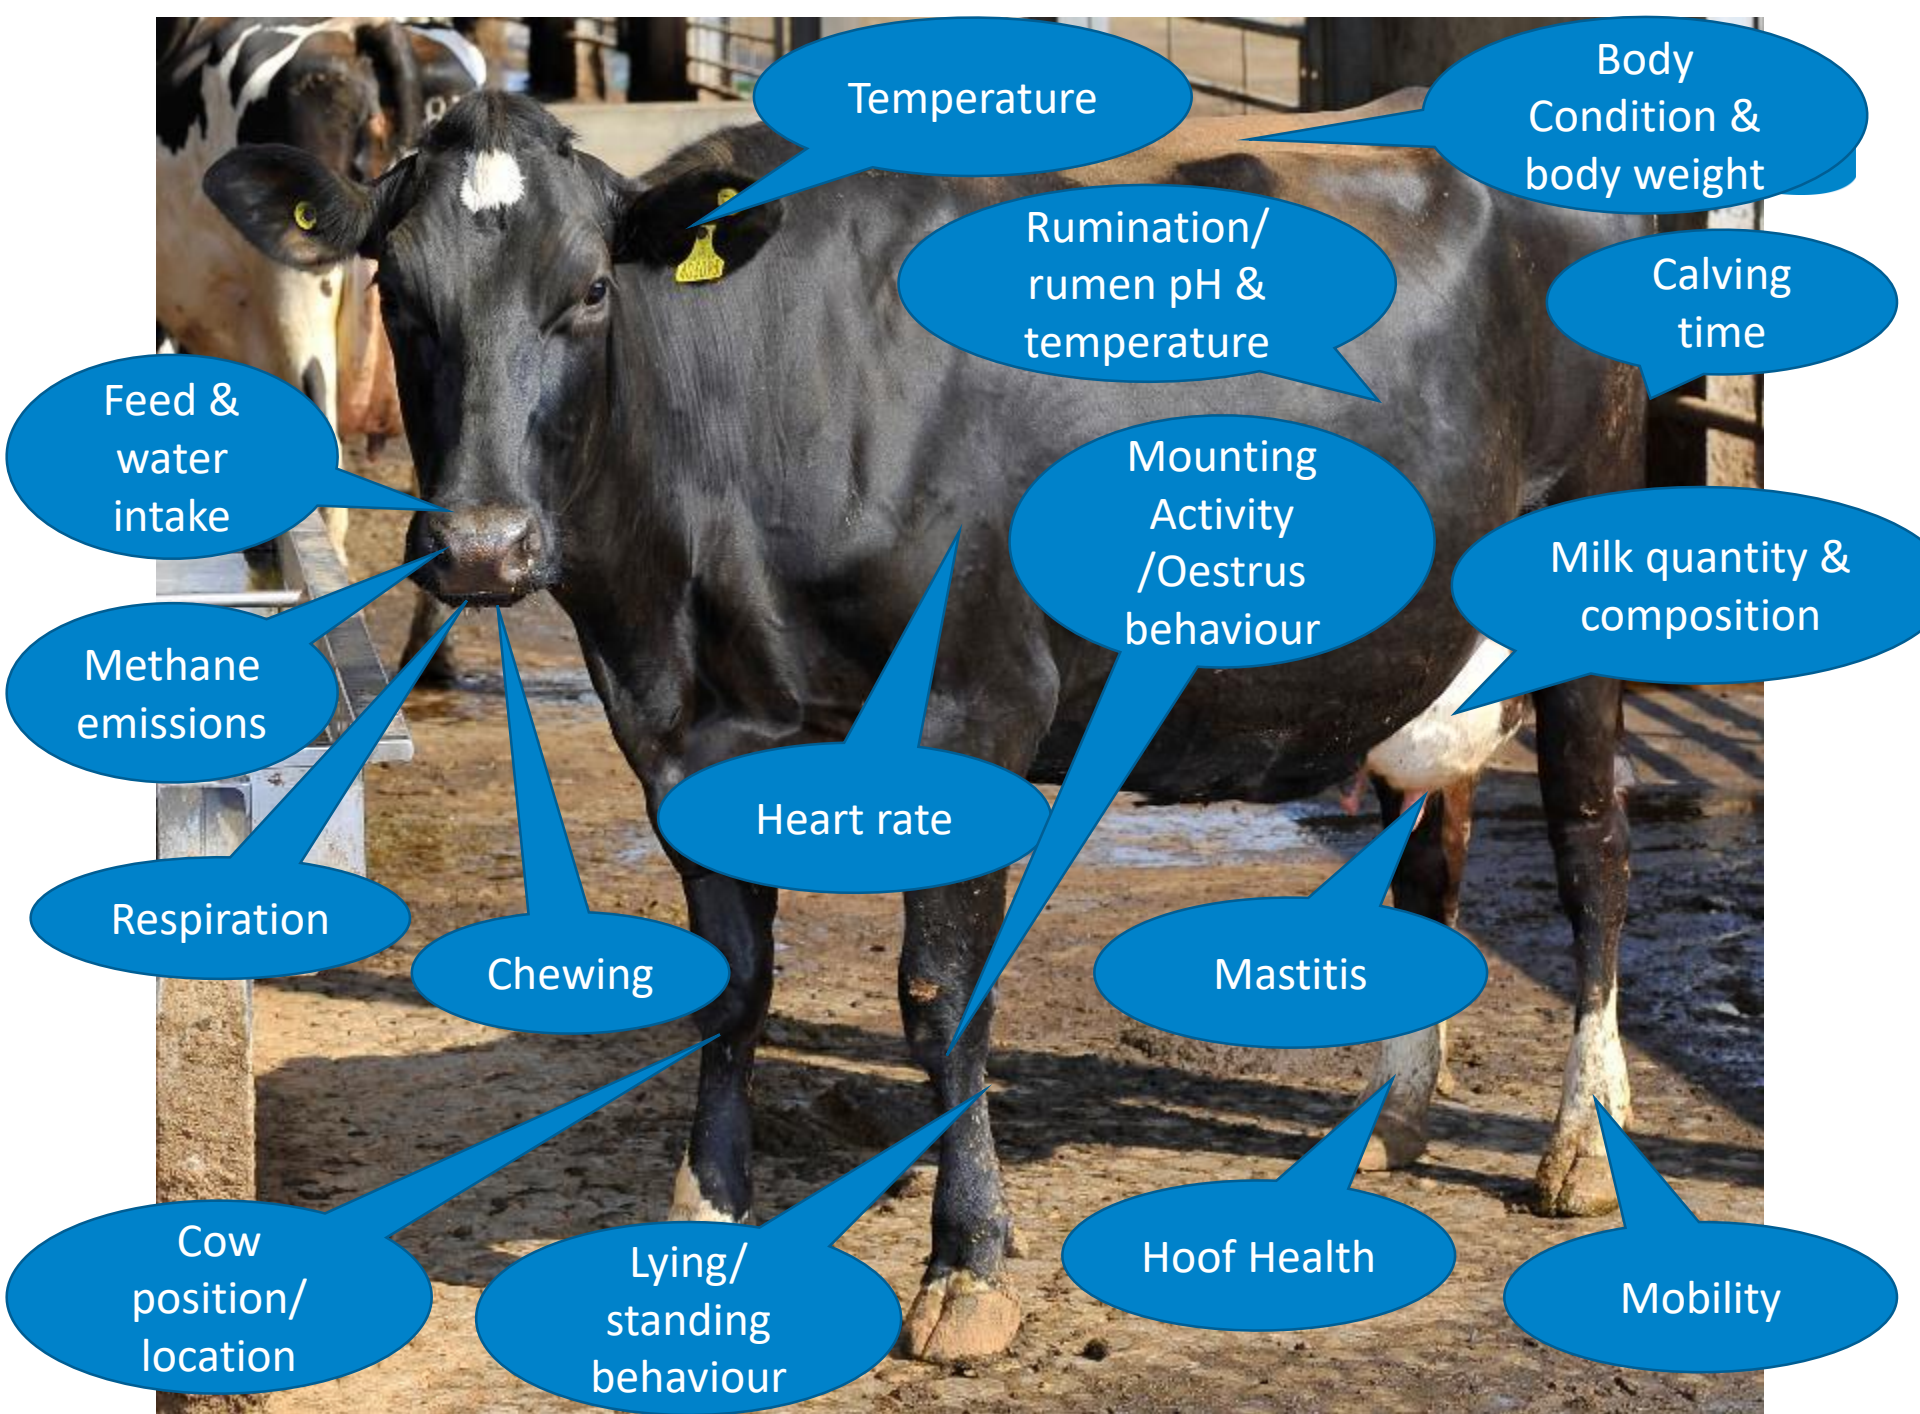 Temperature
Body
Condition &
body weight
Rumination/
rumen pH &
temperature
Calving
time
Feed &
water
intake
Mounting
Activity
/Oestrus
behaviour
Milk quantity &
composition
Methane
emissions
Heart rate
Respiration
Chewing
Mastitis
Cow
position/
location
Lying/
standing
behaviour
Hoof Health
Mobility